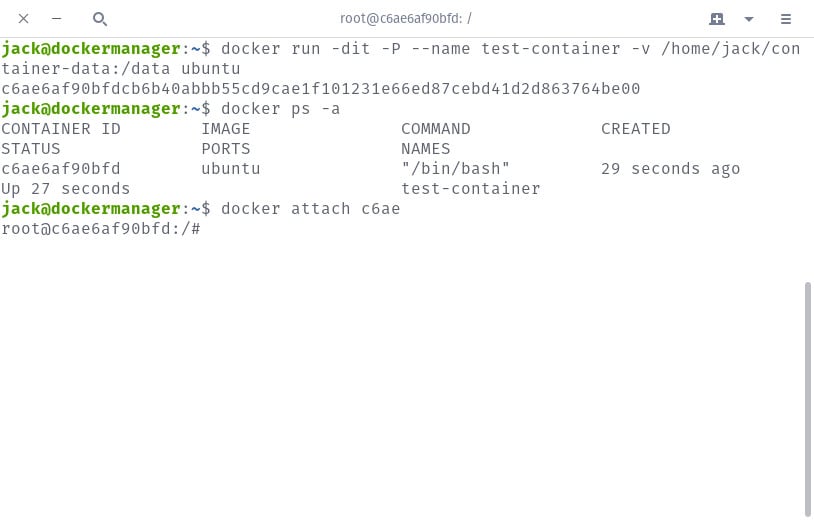 root@c6ae6af90bfd: /
jack@dockermanager:~$ docker run -dit -P --name test-container -v /home/jack/con
tainer-data:/data ubuntu
c6ae6af90bfdcb6b40abbb55cd9cae1f101231e66ed87cebd41d2d863764be00
jack@dockermanager:~$ docker ps -a
CONTAINER ID        IMAGE               COMMAND             CREATED
STATUS              PORTS               NAMES
c6ae6af90bfd        ubuntu              "/bin/bash"         29 seconds ago
Up 27 seconds                           test-container
jack@dockermanager:~$ docker attach c6ae
root@c6ae6af90bfd:/#